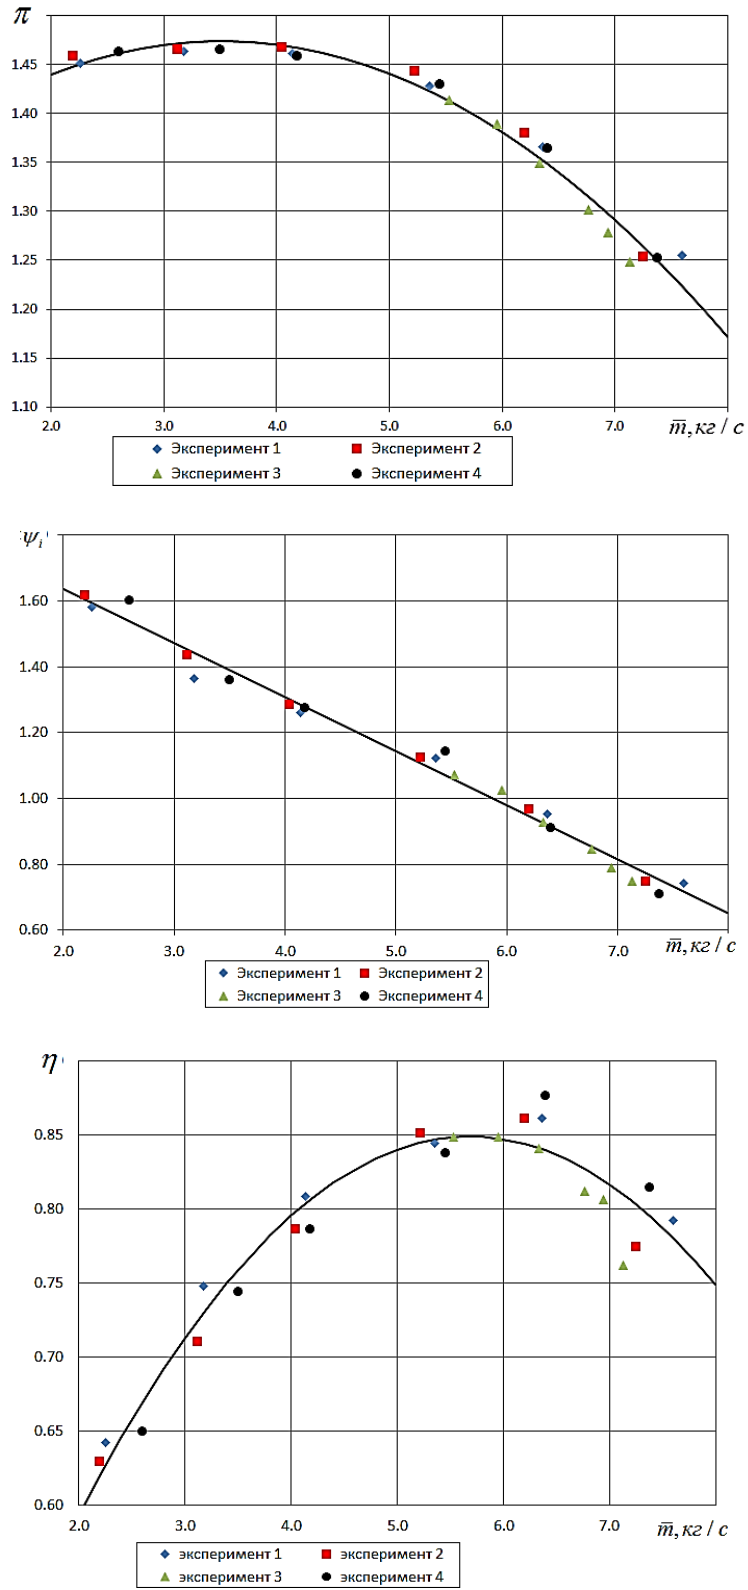 π
1.45
1.40
1.35
1.30
1.25
1.20
1.15
1.10
2.0 3.0 4.0 5.0 6.0 7.0 m̅, кг / с
Эксперимент 1 Эксперимент 2
Эксперимент 3 Эксперимент 4
ψi
1.60
1.40
1.20
1.00
0.80
0.60
2.0 3.0 4.0 5.0 6.0 7.0 m̅, кг / с
Эксперимент 1 Эксперимент 2
Эксперимент 3 Эксперимент 4
η
0.85
0.80
0.75
0.70
0.65
0.60
2.0 3.0 4.0 5.0 6.0 7.0 m̅, кг / с
эксперимент 1 эксперимент 2
эксперимент 3 эксперимент 4